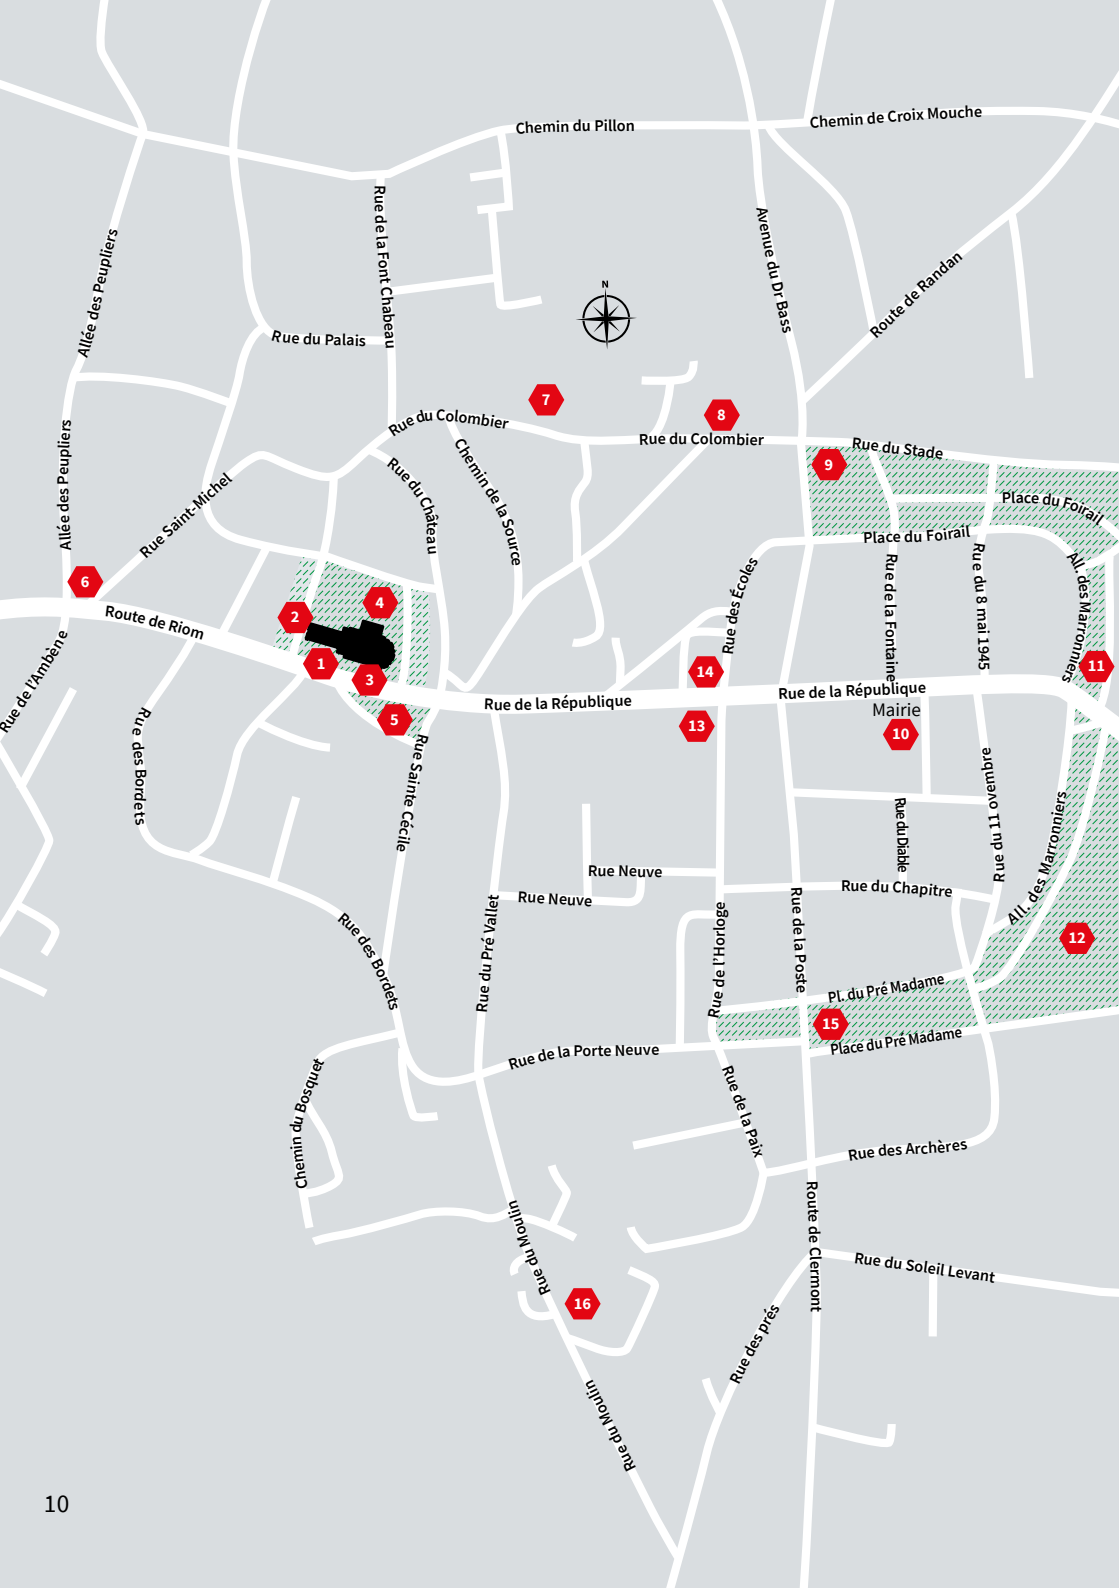 Chemin du Pillon
Chemin de Croix Mouche
Rue de la Font Chabeau
Avenue du Dr Bass
Allée des Peupliers
Route de Randan
N
Rue du Palais
7
8
Rue du Colombier
Rue du Colombier
Rue du Stade
9
Allée des Peupliers
Chemin de la Source
Rue du Château
Rue Saint-Michel
Place du Foirail
Place du Foirail
6
2
4
Rue des Écoles
Rue de la Fontaine
Rue du 8 mai 1945
All. des Marronniers
Route de Riom
Rue de l'Ambène
1
3
14
11
5
Rue de la République
Rue de la République
Mairie
13
10
Rue des Bordets
Rue Sainte Cécile
Rue du Diable
Rue du 11 ovembre
All. des Marronniers
Rue Neuve
Rue Neuve
Rue du Chapitre
Rue des Bordets
Rue du Pré Vallet
Rue de l'Horloge
Rue de la Poste
12
Pl. du Pré Madame
15
Place du Pré Madame
Rue de la Porte Neuve
Chemin du Bosquet
Rue de la Paix
Rue des Archères
Rue du Moulin
Route de Clermont
Rue du Soleil Levant
16
Rue des prés
Rue du Moulin
10